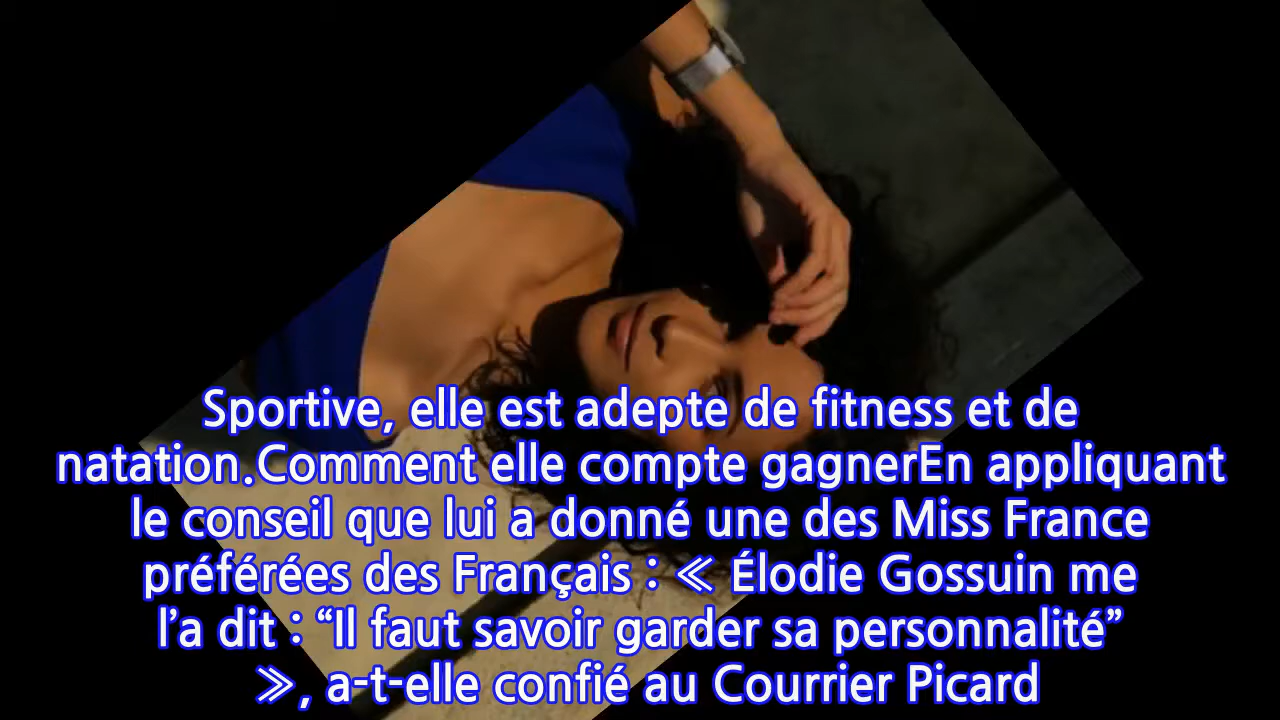 Sportive, elle est adepte de fitness et de
natation.Comment elle compte gagnerEn appliquant
le conseil que lui a donné une des Miss France
préférées des Français : « Élodie Gossuin me
l’a dit : “Il faut savoir garder sa personnalité”
», a-t-elle confié au Courrier Picard